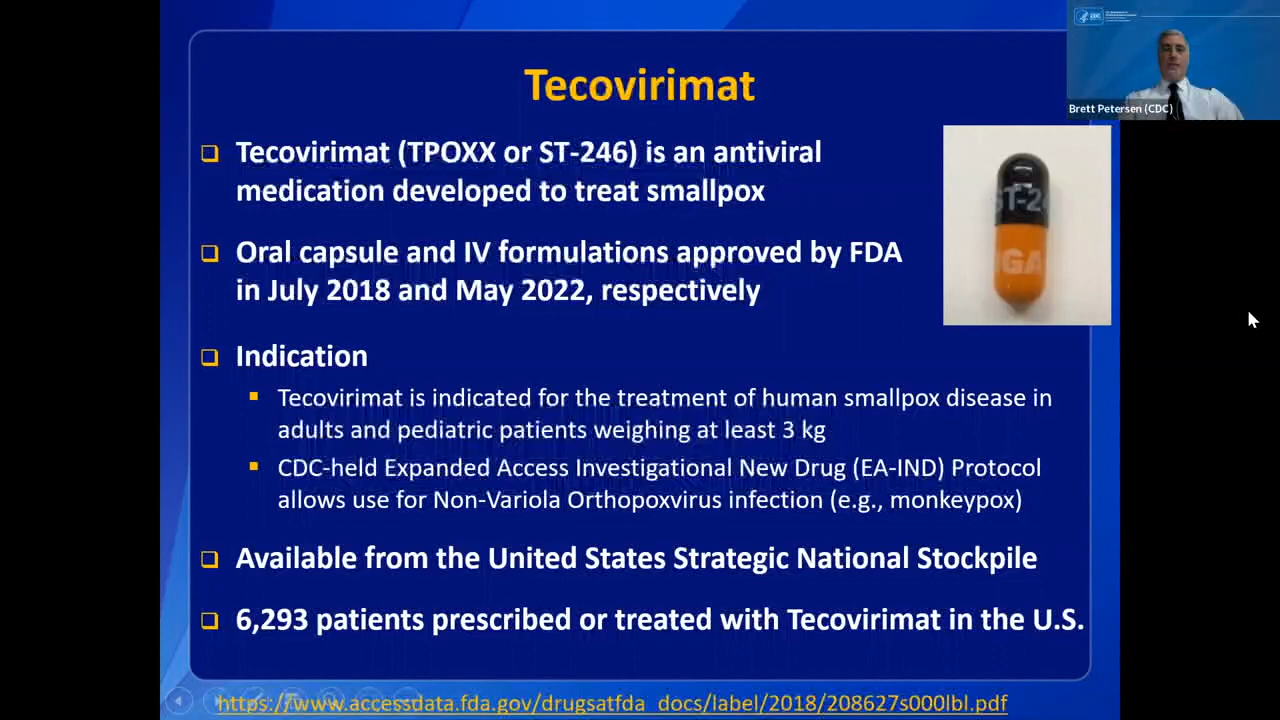 Tecovirimat
Tecovirimat (TPOXX or ST-246) is an antiviral
medication developed to treat smallpox
Oral capsule and IV formulations approved by FDA
in July 2018 and May 2022, respectively
Indication
Tecovirimat is indicated for the treatment of human smallpox disease in
adults and pediatric patients weighing at least 3 kg
CDC-held Expanded Access Investigational New Drug (EA-IND) Protocol
allows use for Non-Variola Orthopoxvirus infection (e.g., monkeypox)
Available from the United States Strategic National Stockpile
6,293 patients prescribed or treated with Tecovirimat in the U.S.
https://www.accessdata.fda.gov/drugsatfda_docs/label/2018/208627s000lbl.pdf
CDC
Brett Petersen (CDC)
ST-2
IGA